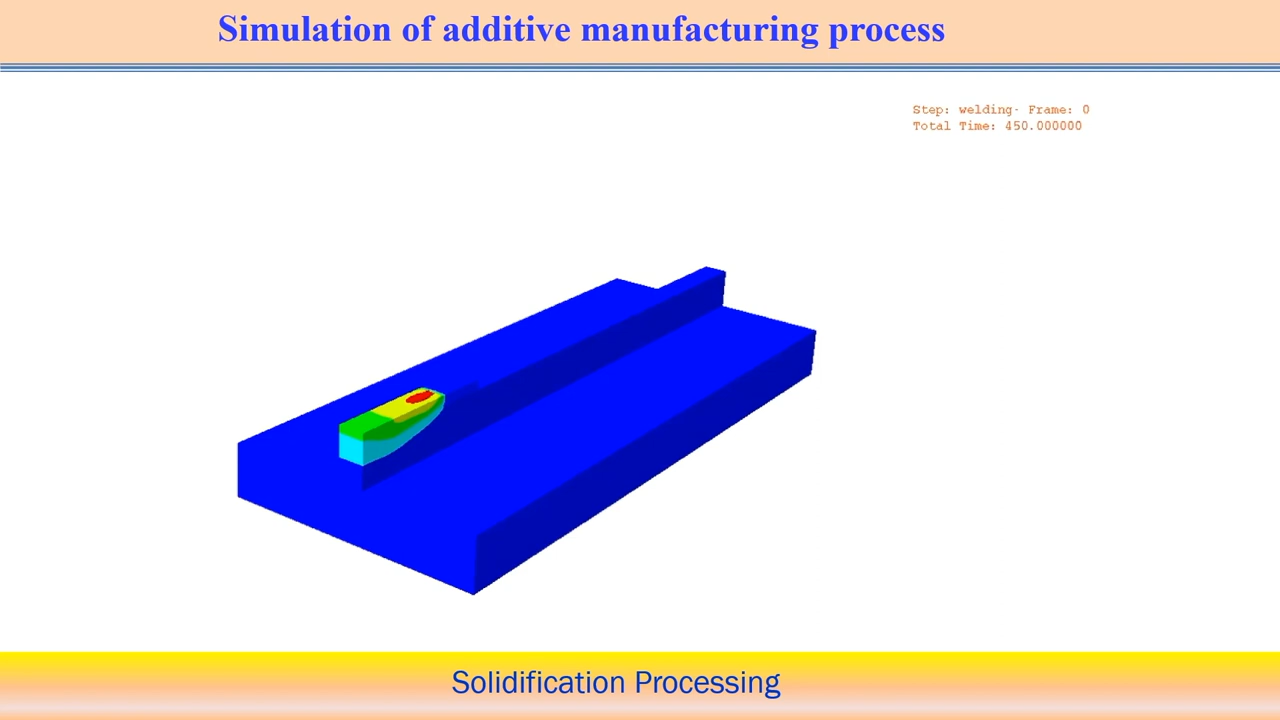 Simulation of additive manufacturing process
Step: welding- Frame: 0
Total Time: 450.000000
Solidification Processing